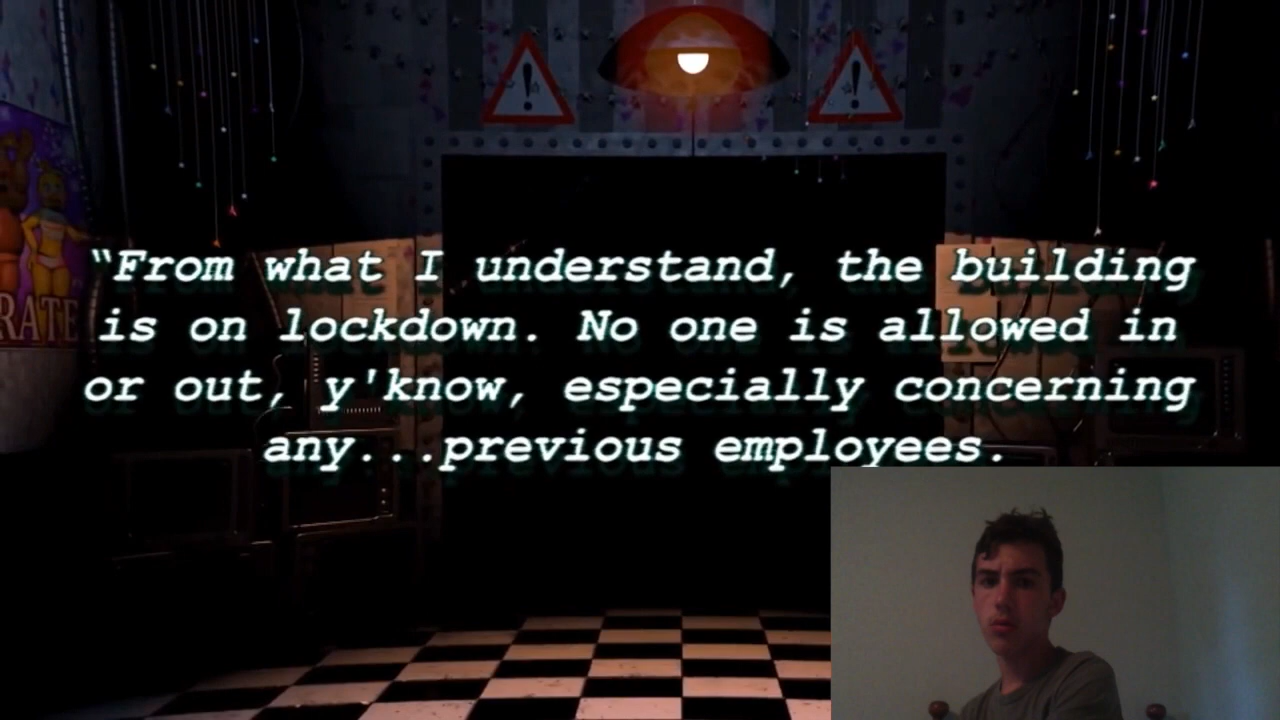 “From what I understand, the building
is on lockdown. No one is allowed in
or out, y'know, especially concerning
any...previous employees.
RATE